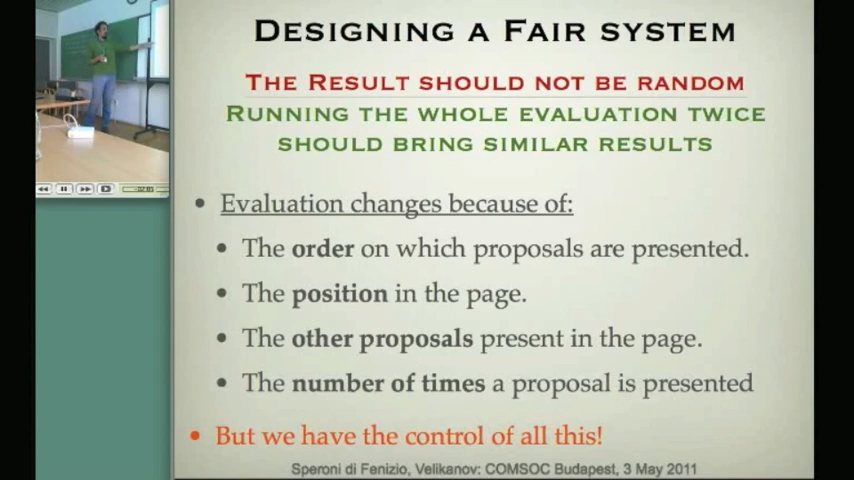 Designing a Fair system
The Result should not be random
Running the whole evaluation twice
should bring similar results
• Evaluation changes because of:
• The order on which proposals are presented.
• The position in the page.
• The other proposals present in the page.
• The number of times a proposal is presented
• But we have the control of all this!
Speroni di Fenizio, Velikanov: COMSOC Budapest, 3 May 2011